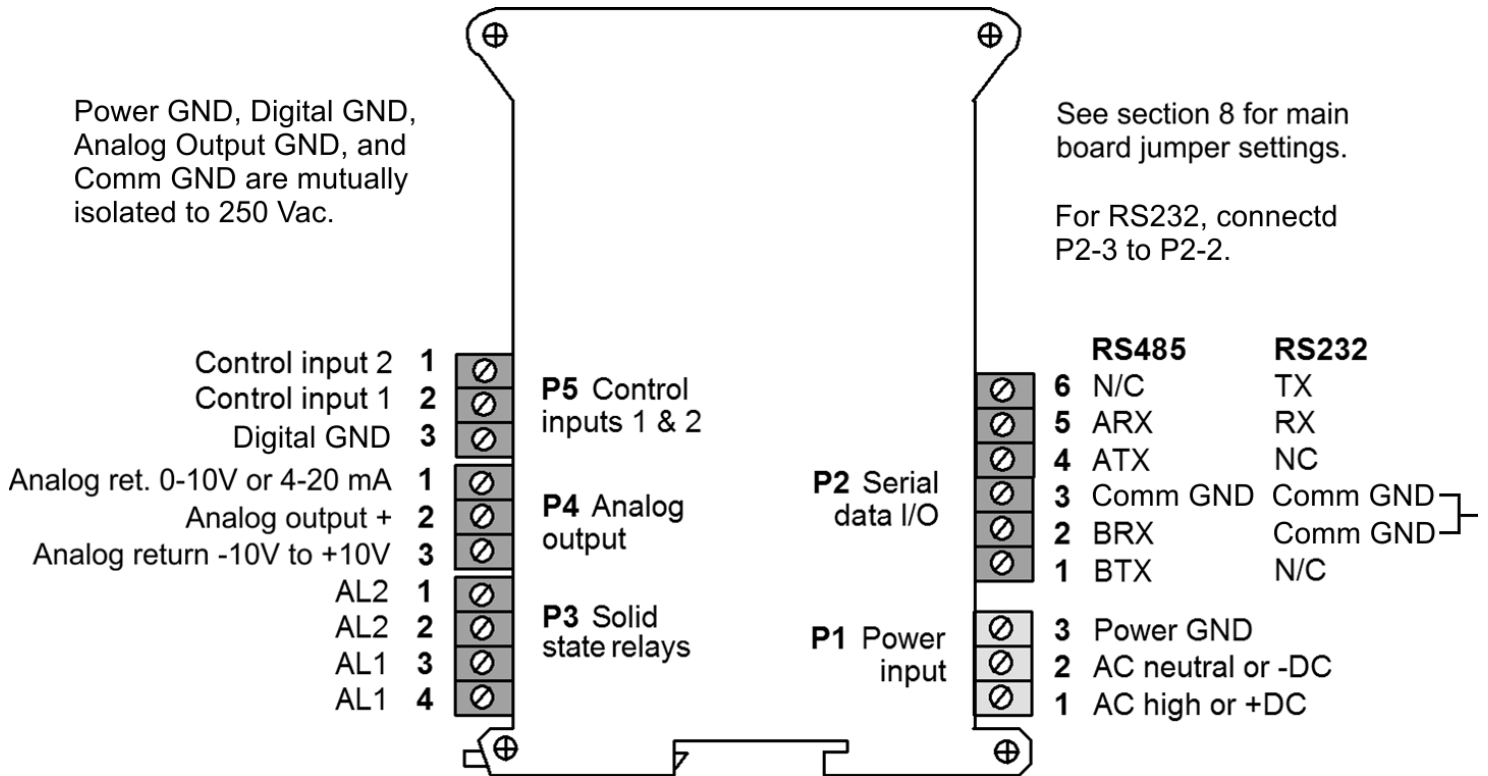 Power GND, Digital GND,
Analog Output GND, and
Comm GND are mutually
isolated to 250 Vac.
See section 8 for main
board jumper settings.
For RS232, connectd
P2-3 to P2-2.
Control input 2 1
Control input 1 2
Digital GND 3
P5 Control
inputs 1 & 2
Analog ret. 0-10V or 4-20 mA 1
Analog output + 2
Analog return -10V to +10V 3
P4 Analog
output
AL2 1
AL2 2
AL1 3
AL1 4
P3 Solid
state relays
P2 Serial
data I/O
RS485 RS232
6 N/C TX
5 ARX RX
4 ATX NC
3 Comm GND Comm GND
2 BRX Comm GND
1 BTX N/C
P1 Power
input
3 Power GND
2 AC neutral or -DC
1 AC high or +DC